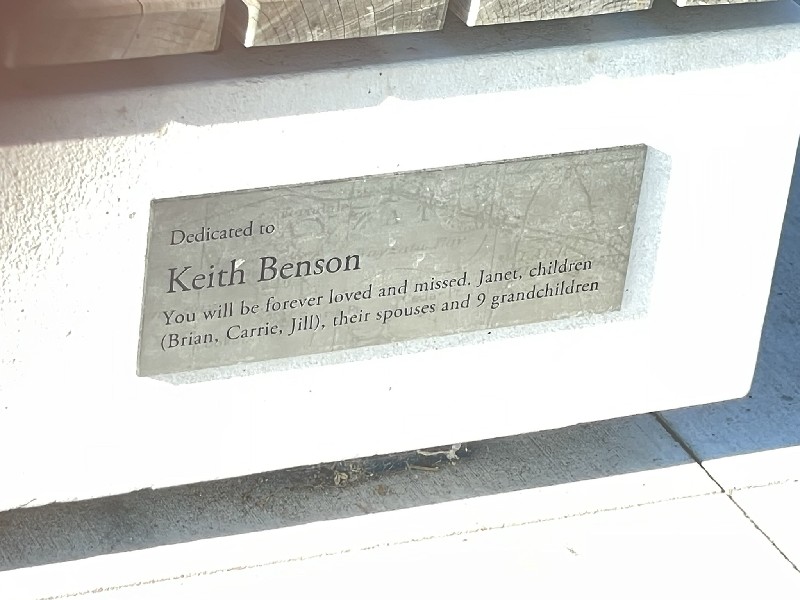 Dedicated to
Keith Benson
You will be forever loved and missed. Janet, children
(Brian, Carrie, Jill), their spouses and 9 grandchildren